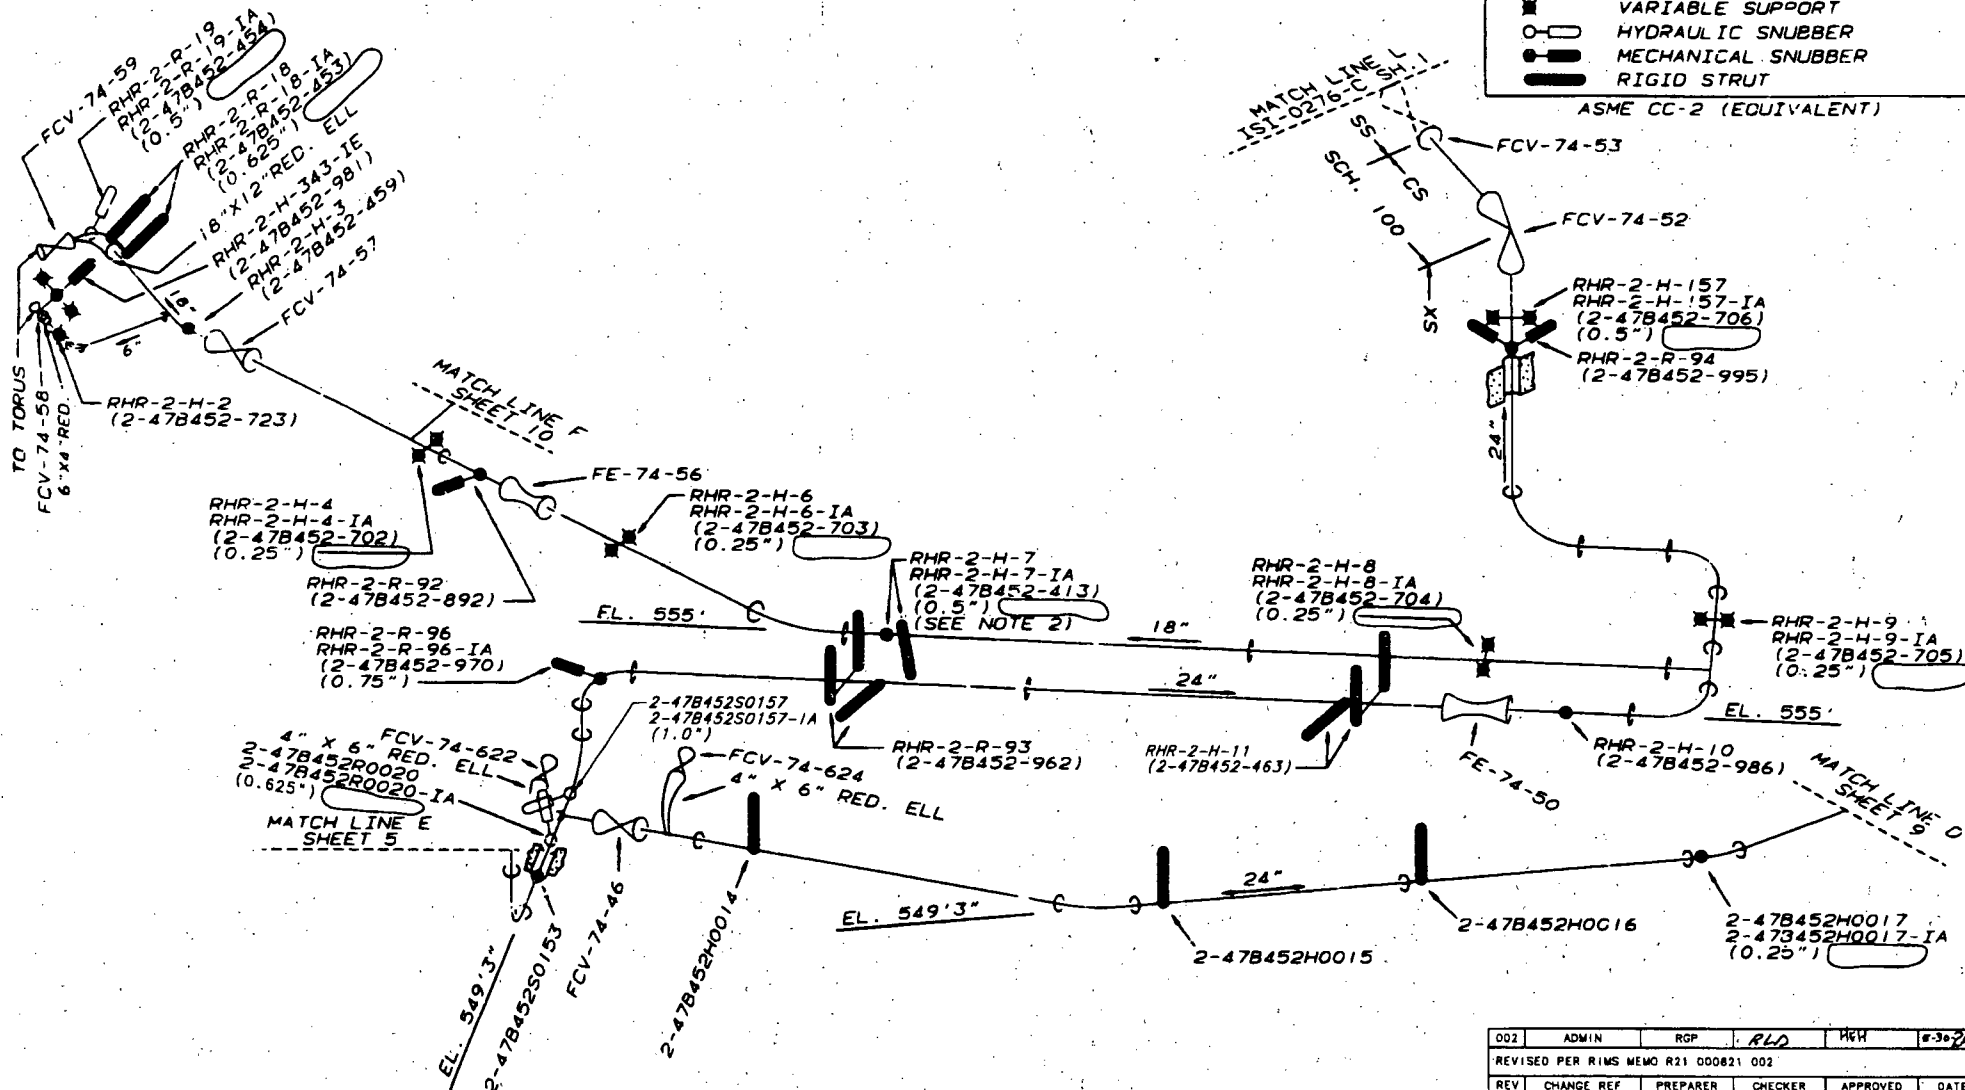 VARIABLE SUPPORT
HYDRAULIC SNUBBER
MECHANICAL SNUBBER
RIGID STRUT
ASME CC-2 (EQUIVALENT)
FCV-74-59
RHR-2-R-19
RHR-2-R-19-IA
(2-47B452-454)
(0.5")
RHR-2-R-18
RHR-2-R-18-IA
(2-47B452-453)
(0.625")
ELL
18"X12"RED.
RHR-2-H-343-IE
(2-47B452-981)
RHR-2-H-3
(2-47B452-459)
FCV-74-57
18"
6"
TO TORUS
FCV-74-58
6"X4"RED.
RHR-2-H-2
(2-47B452-723)
MATCH LINE F
SHEET 10
MATCH LINE L
ISI-0276-C SH.1
SS
CS
SCH. 100
XS
FCV-74-53
FCV-74-52
RHR-2-H-157
RHR-2-H-157-IA
(2-47B452-706)
(0.5")
RHR-2-R-94
(2-47B452-995)
24"
FE-74-56
RHR-2-H-4
RHR-2-H-4-IA
(2-47B452-702)
(0.25")
RHR-2-R-92
(2-47B452-892)
RHR-2-H-6
RHR-2-H-6-IA
(2-47B452-703)
(0.25")
RHR-2-H-7
RHR-2-H-7-IA
(2-47B452-413)
(0.5")
(SEE NOTE 2)
RHR-2-H-8
RHR-2-H-8-IA
(2-47B452-704)
(0.25")
RHR-2-H-9
RHR-2-H-9-IA
(2-47B452-705)
(0.25")
EL. 555'
18"
RHR-2-R-96
RHR-2-R-96-IA
(2-47B452-970)
(0.75")
24"
EL. 555'
2-47B452S0157
2-47B452S0157-IA
(1.0")
RHR-2-R-93
(2-47B452-962)
RHR-2-H-11
(2-47B452-463)
FE-74-50
RHR-2-H-10
(2-47B452-986)
MATCH LINE D
SHEET 9
FCV-74-622
4" X 6" RED. ELL
2-47B452R0020
2-47B452R0020-IA
(0.625")
MATCH LINE E
SHEET 5
FCV-74-624
4" X 6" RED. ELL
EL. 549'3"
2-47B452S0153
FCV-74-46
2-47B452H0014
EL. 549'3"
24"
2-47B452H0015
2-47B452H0016
2-47B452H0017
2-47B452H0017-IA
(0.25")
002 ADMIN RGP RLD
REVISED PER RIMS MEMO R21 000821 002
REV CHANGE REF PREPARER CHECKER APPROVED DATE